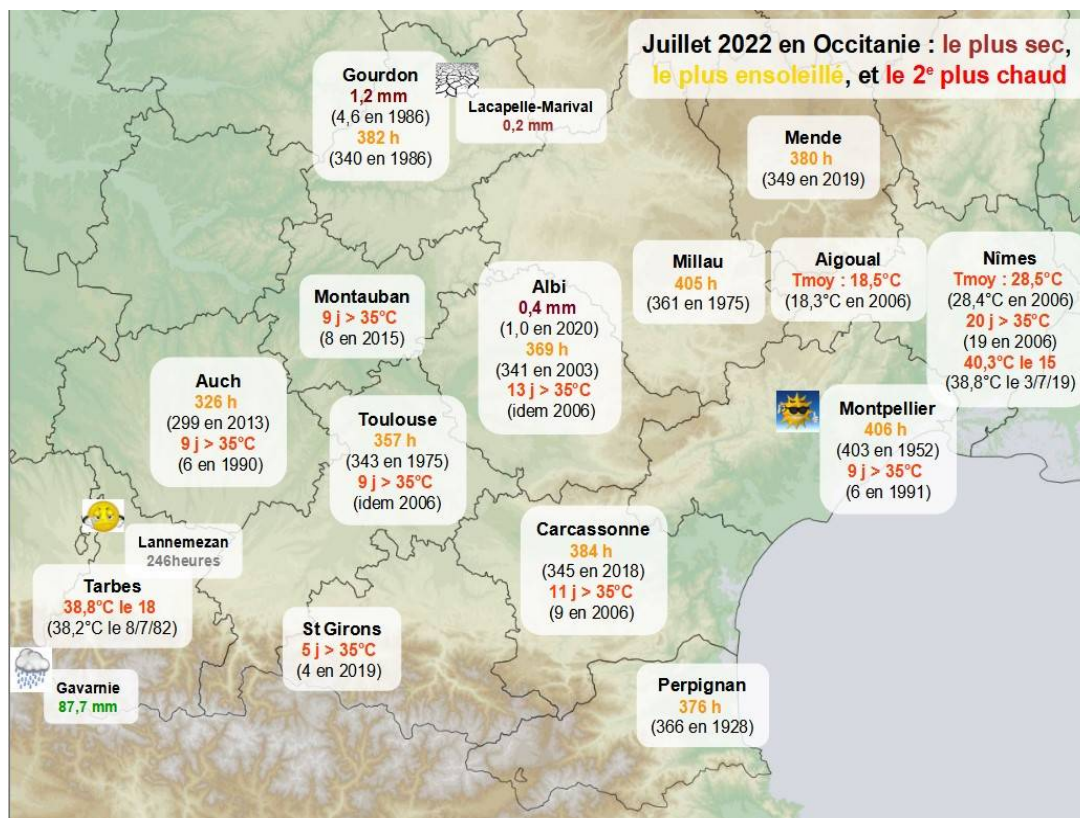 Juillet 2022 en Occitanie : le plus sec,
le plus ensoleillé, et le 2e plus chaud
Gourdon
1,2 mm
(4,6 en 1986)
382 h
(340 en 1986)
Lacapelle-Marival
0,2 mm
Mende
380 h
(349 en 2019)
Montauban
9 j > 35°C
(8 en 2015)
Albi
0,4 mm
(1,0 en 2020)
369 h
(341 en 2003)
13 j > 35°C
(idem 2006)
Millau
405 h
(361 en 1975)
Aigoual
Tmoy : 18,5°C
(18,3°C en 2006)
Nîmes
Tmoy : 28,5°C
(28,4°C en 2006)
20 j > 35°C
(19 en 2006)
40,3°C le 15
(38,8°C le 3/7/19)
Auch
326 h
(299 en 2013)
9 j > 35°C
(6 en 1990)
Toulouse
357 h
(343 en 1975)
9 j > 35°C
(idem 2006)
Montpellier
406 h
(403 en 1952)
9 j > 35°C
(6 en 1991)
Lannemezan
246heures
Tarbes
38,8°C le 18
(38,2°C le 8/7/82)
Carcassonne
384 h
(345 en 2018)
11 j > 35°C
(9 en 2006)
St Girons
5 j > 35°C
(4 en 2019)
Gavarnie
87,7 mm
Perpignan
376 h
(366 en 1928)